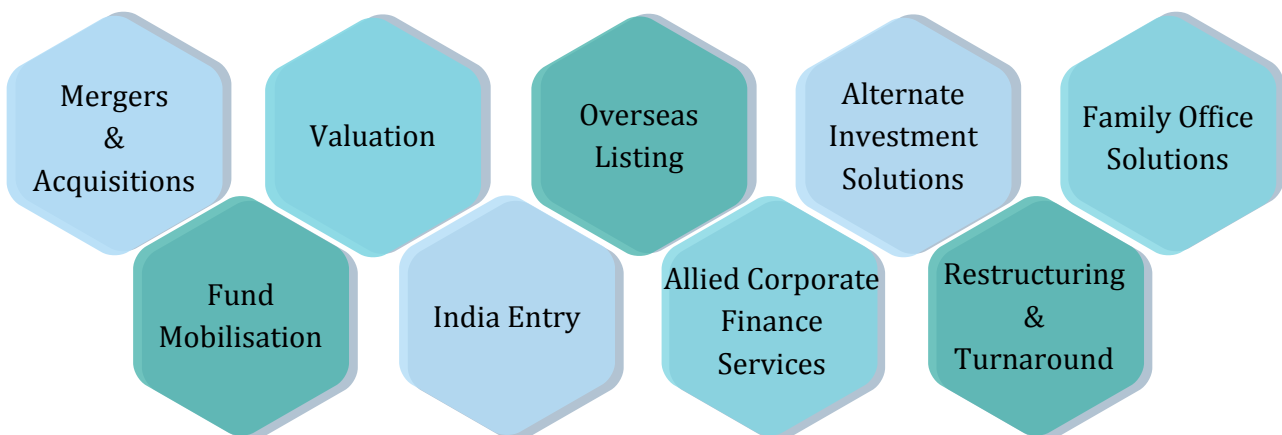 Mergers
&
Acquisitions
Valuation
Overseas
Listing
Alternate
Investment
Solutions
Family Office
Solutions
Fund
Mobilisation
India Entry
Allied Corporate
Finance
Services
Restructuring
&
Turnaround